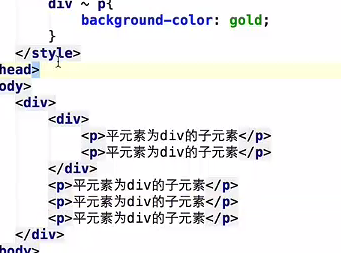 div ~ p{
background-color: gold;
}
</style>
head>
ody>
<div>
<div>
<p>平元素为div的子元素</p>
<p>平元素为div的子元素</p>
</div>
<p>平元素为div的子元素</p>
<p>平元素为div的子元素</p>
<p>平元素为div的子元素</p>
</div>
body>